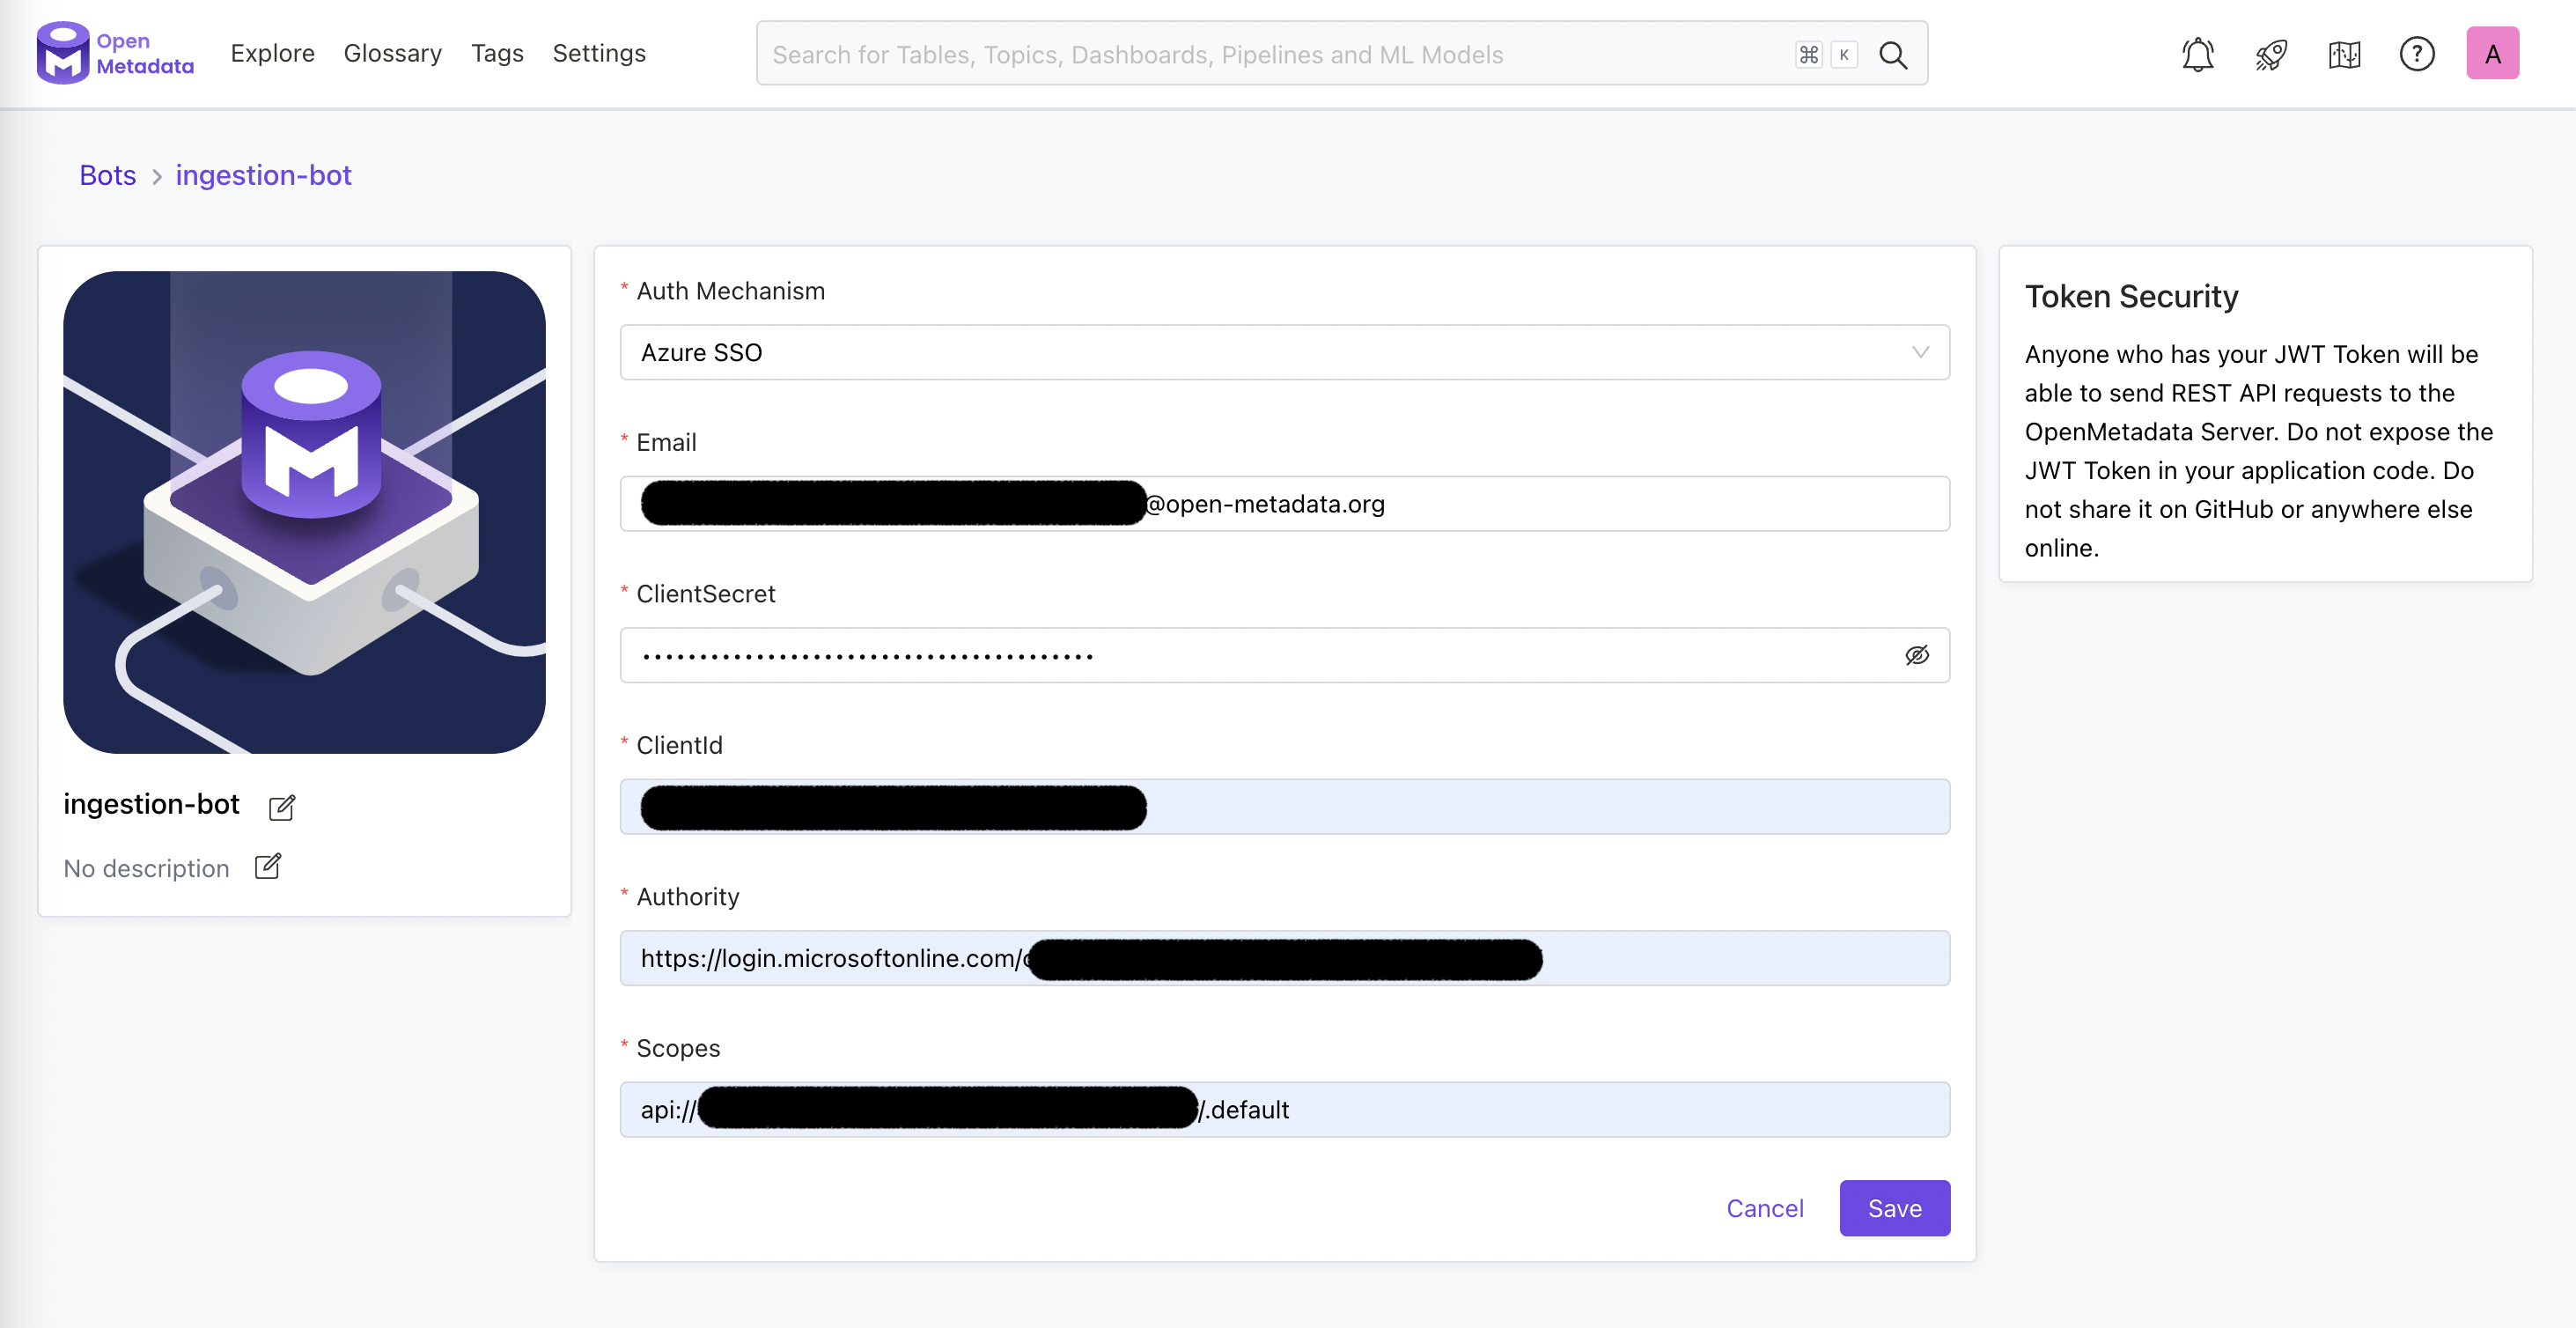 Open
Metadata
Explore
Glossary
Tags
Settings
Search for Tables, Topics, Dashboards, Pipelines and ML Models
⌘ K
?
A
Bots > ingestion-bot
ingestion-bot
No description
* Auth Mechanism
Azure SSO
* Email
@open-metadata.org
* ClientSecret
* ClientId
* Authority
https://login.microsoftonline.com/
* Scopes
api:// /.default
Cancel
Save
Token Security
Anyone who has your JWT Token will be
able to send REST API requests to the
OpenMetadata Server. Do not expose the
JWT Token in your application code. Do
not share it on GitHub or anywhere else
online.